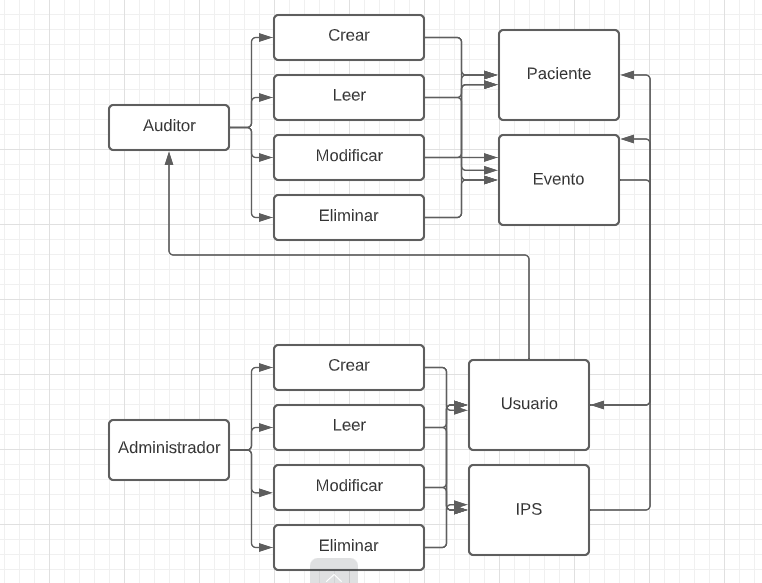 Crear
Paciente
Leer
Auditor
Modificar
Evento
Eliminar
Crear
Usuario
Leer
Administrador
Modificar
IPS
Eliminar